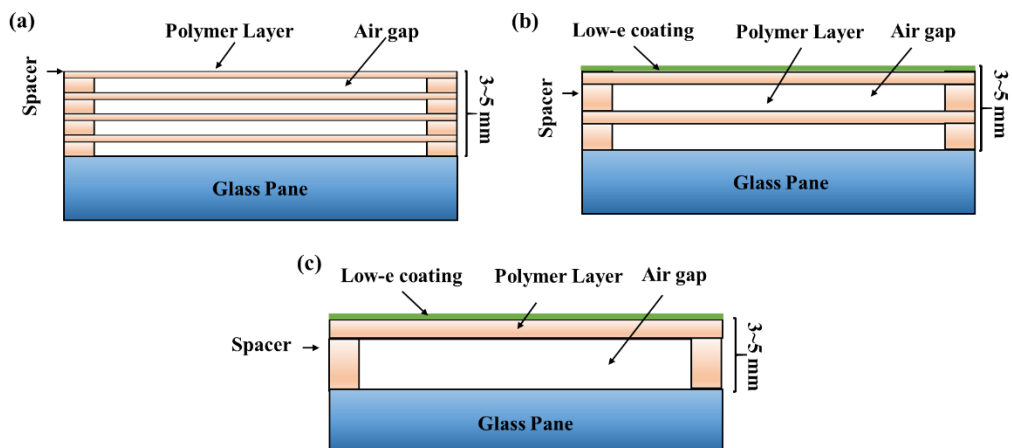 (a)
Polymer Layer
Air gap
Spacer
3~5 mm
Glass Pane
(b)
Low-e coating
Polymer Layer
Air gap
Spacer
3~5 mm
Glass Pane
(c)
Low-e coating
Polymer Layer
Air gap
Spacer
3~5 mm
Glass Pane